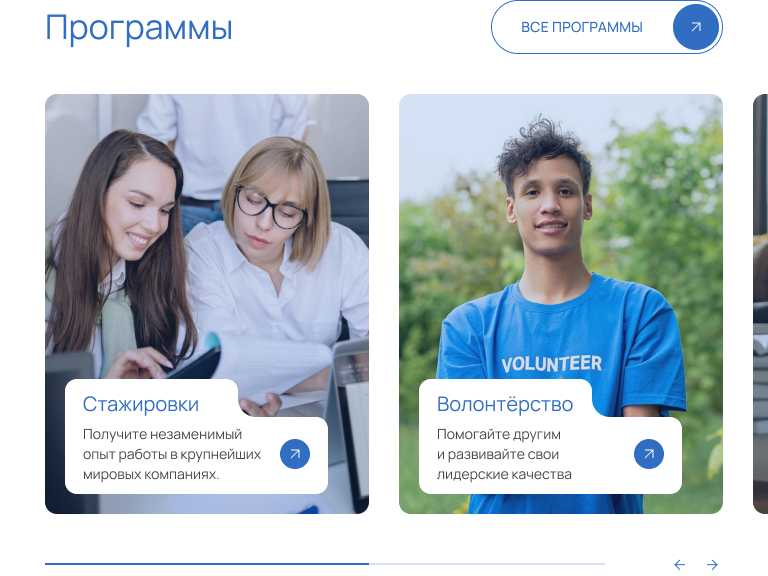 Программы
ВСЕ ПРОГРАММЫ
VOLUNTEER
Стажировки
Получите незаменимый
опыт работы в крупнейших
мировых компаниях.
Волонтёрство
Помогайте другим
и развивайте свои
лидерские качества